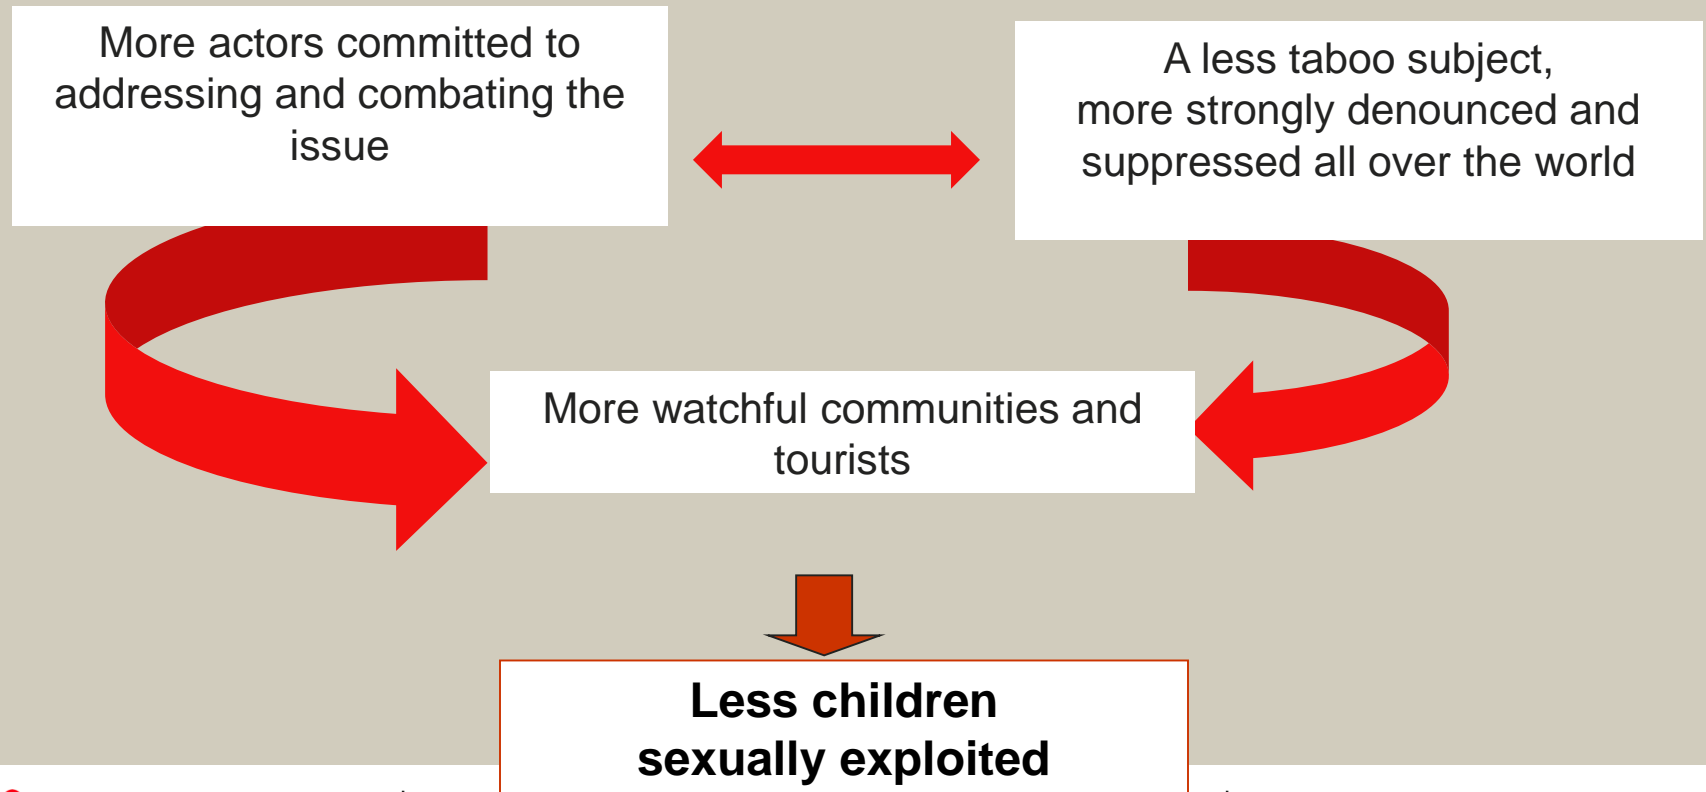 More actors committed to
addressing and combating the
issue
A less taboo subject,
more strongly denounced and
suppressed all over the world
More watchful communities and
tourists
Less children
sexually exploited